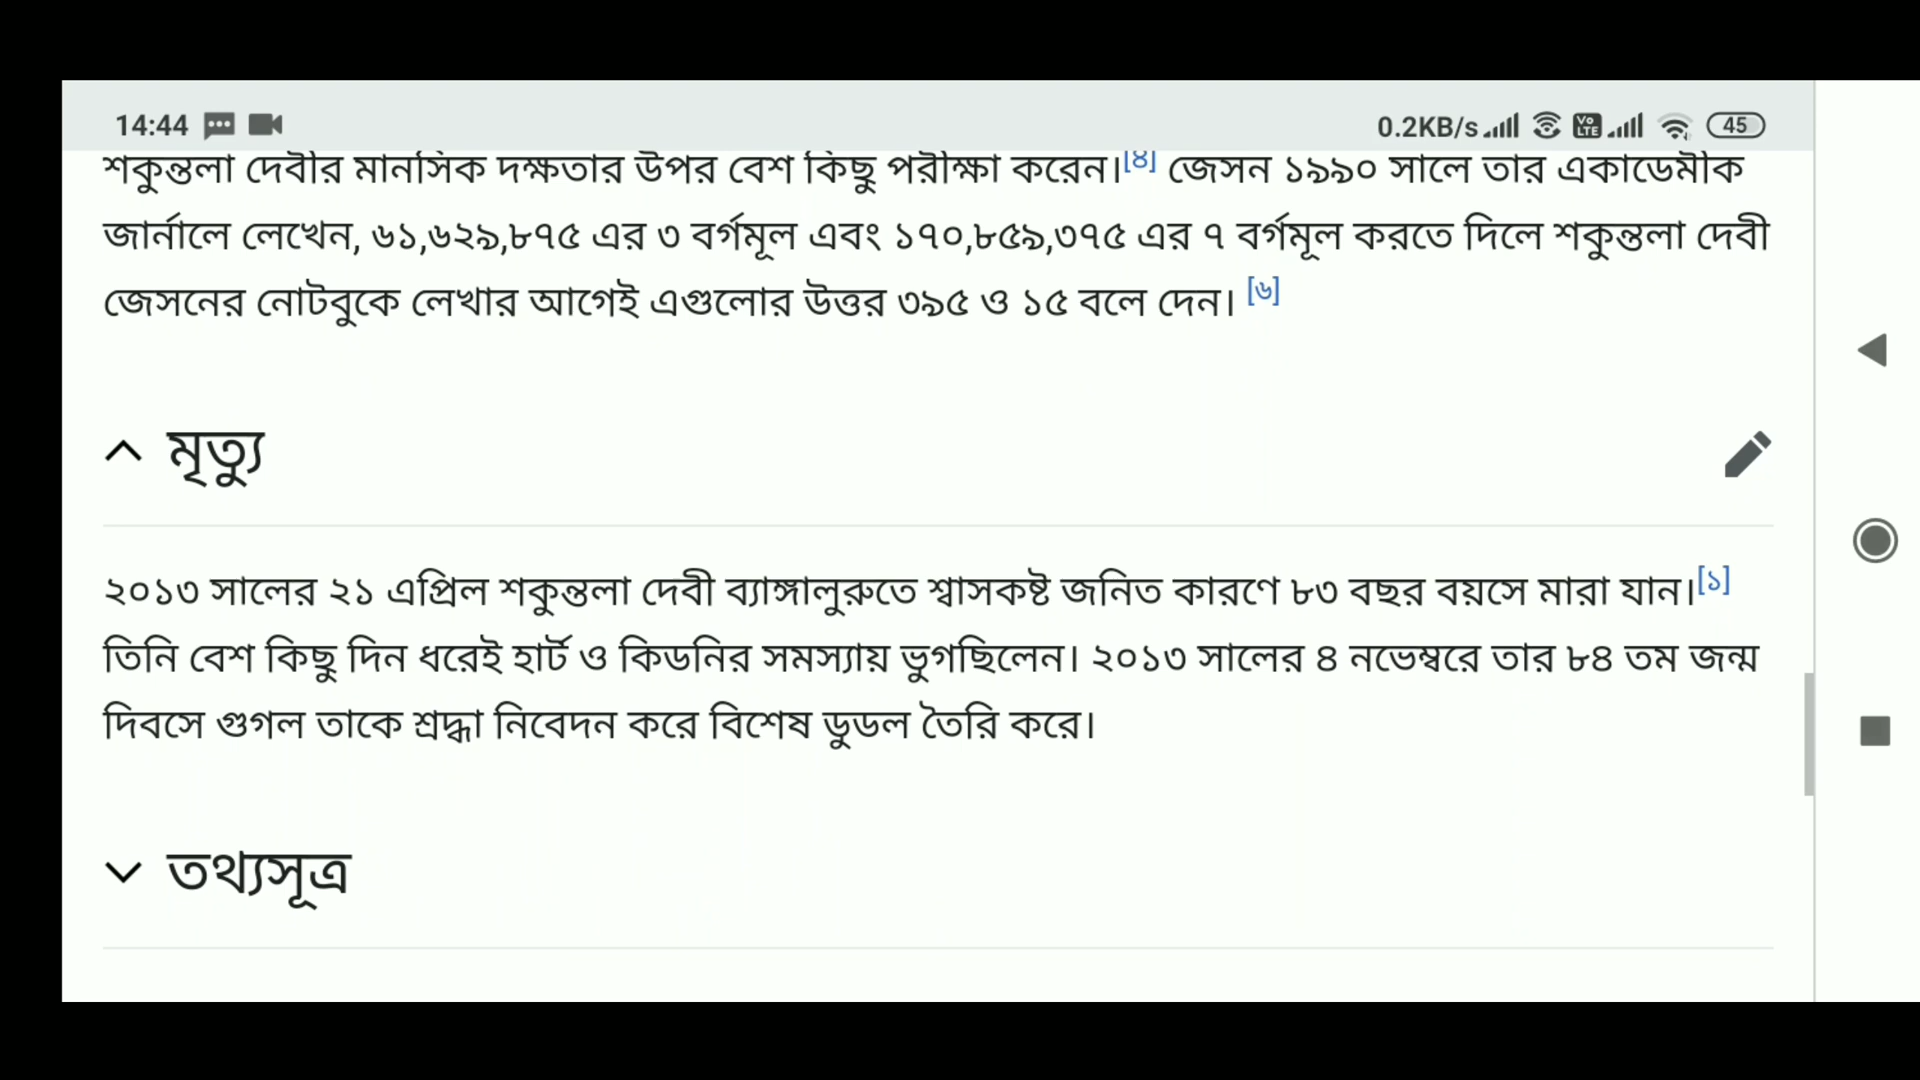 14:44 0.2KB/s Vo LTE 45
শকুন্তলা দেবীর মানসিক দক্ষতার উপর বেশ কিছু পরীক্ষা করেন।[৪] জেসন ১৯৯০ সালে তার একাডেমীক
জার্নালে লেখেন, ৬১,৬২৯,৮৭৫ এর ৩ বর্গমূল এবং ১৭০,৮৫৯,৩৭৫ এর ৭ বর্গমূল করতে দিলে শকুন্তলা দেবী
জেসনের নোটবুকে লেখার আগেই এগুলোর উত্তর ৩৯৫ ও ১৫ বলে দেন। [৬]
মৃত্যু
২০১৩ সালের ২১ এপ্রিল শকুন্তলা দেবী ব্যাঙ্গালুরুতে শ্বাসকষ্ট জনিত কারণে ৮৩ বছর বয়সে মারা যান।[১]
তিনি বেশ কিছু দিন ধরেই হার্ট ও কিডনির সমস্যায় ভুগছিলেন। ২০১৩ সালের ৪ নভেম্বরে তার ৮৪ তম জন্ম
দিবসে গুগল তাকে শ্রদ্ধা নিবেদন করে বিশেষ ডুডল তৈরি করে।
তথ্যসূত্র